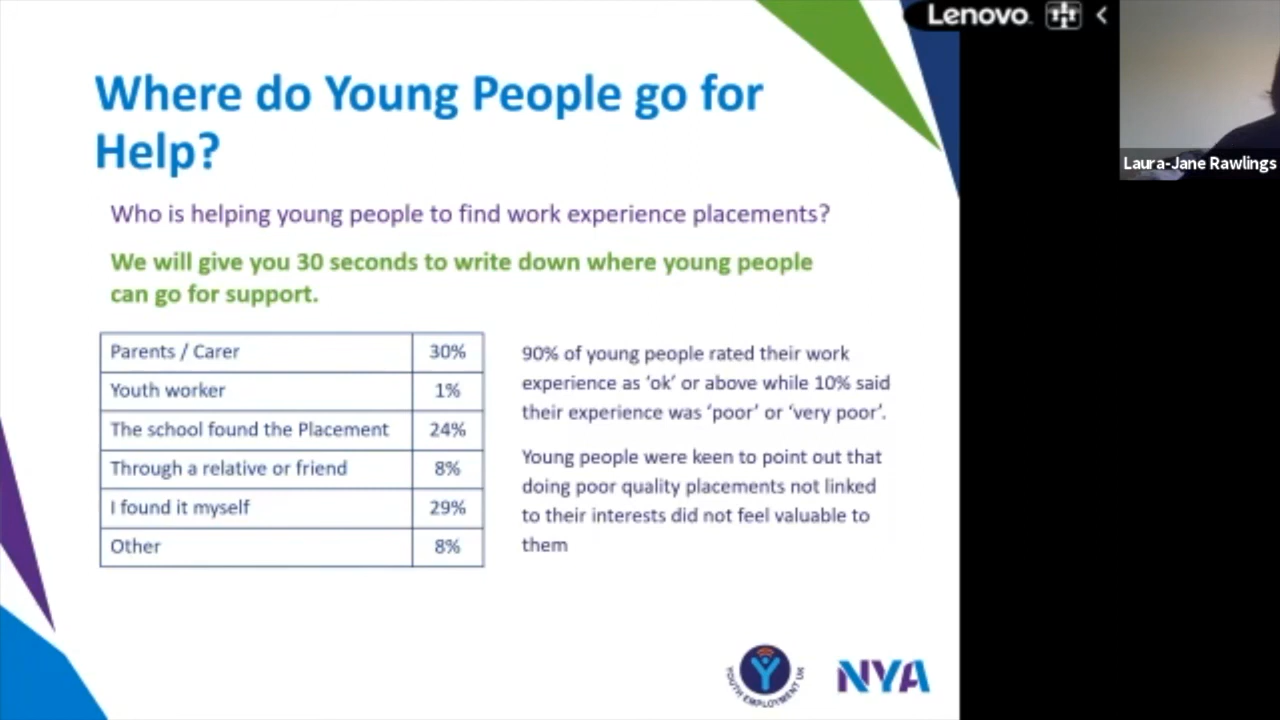 Lenovo
Where do Young People go for
Help?
Laura-Jane Rawlings
Who is helping young people to find work experience placements?
We will give you 30 seconds to write down where young people
can go for support.
Parents / Carer 30%
Youth worker 1%
The school found the Placement 24%
Through a relative or friend 8%
I found it myself 29%
Other 8%
90% of young people rated their work
experience as ‘ok’ or above while 10% said
their experience was ‘poor’ or ‘very poor’.
Young people were keen to point out that
doing poor quality placements not linked
to their interests did not feel valuable to
them
YOUTH EMPLOYMENT UK
NYA